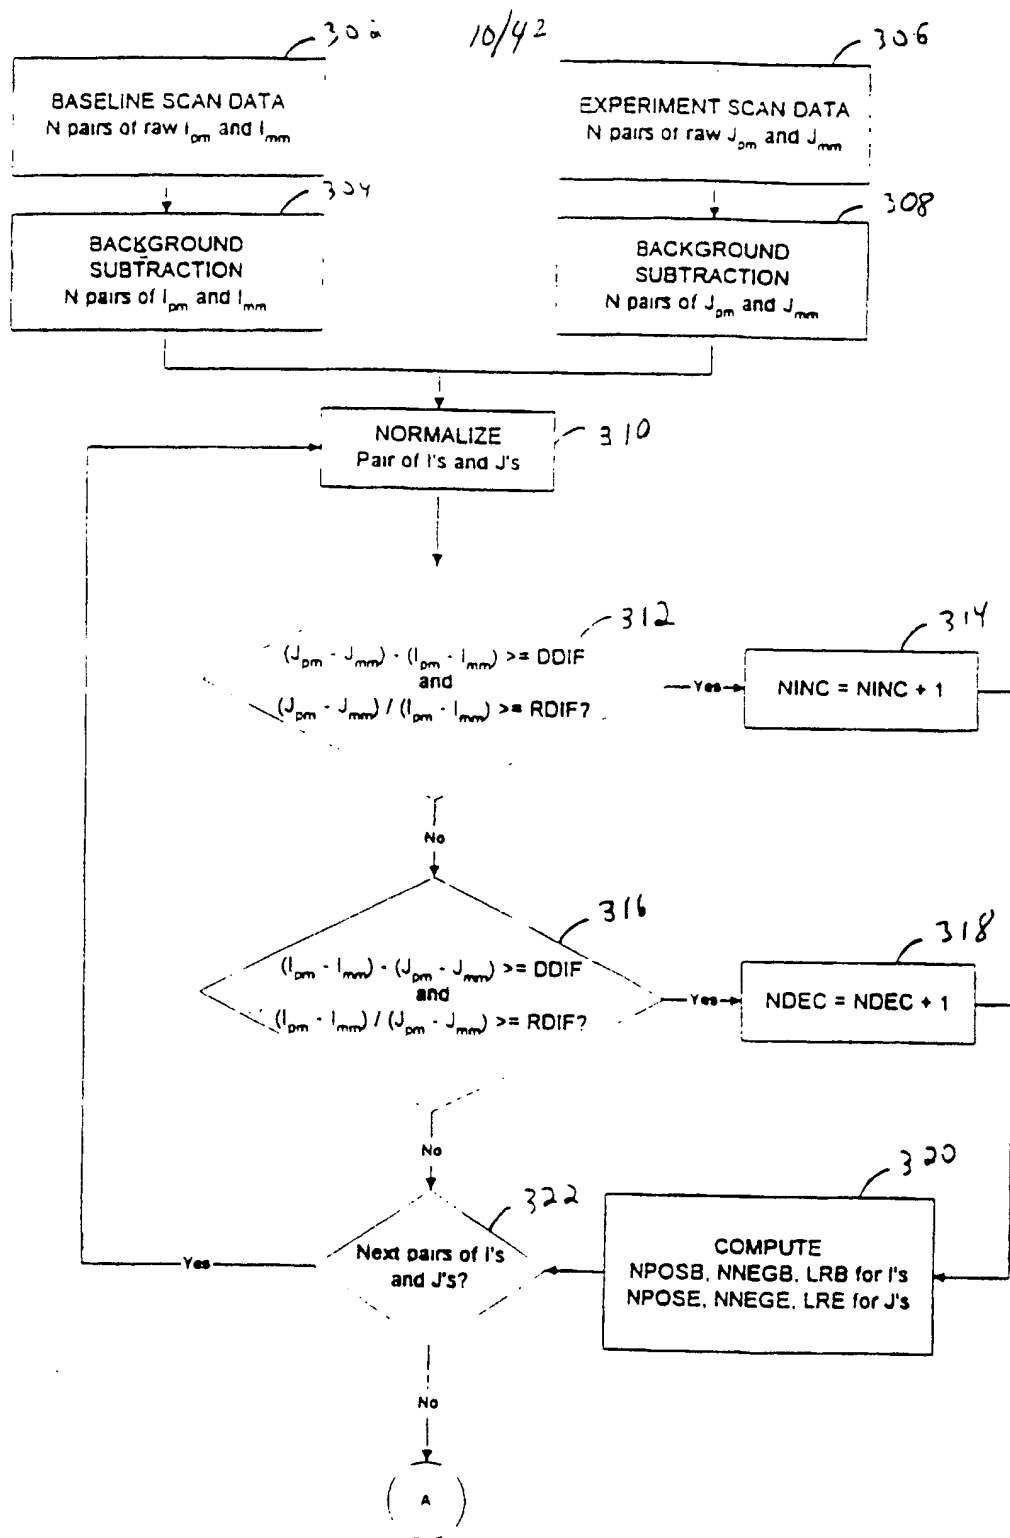 302
10/42
306
BASELINE SCAN DATA
N pairs of raw I_pm and I_mm
EXPERIMENT SCAN DATA
N pairs of raw J_pm and J_mm
304
308
BACKGROUND
SUBTRACTION
N pairs of I_pm and I_mm
BACKGROUND
SUBTRACTION
N pairs of J_pm and J_mm
NORMALIZE
Pair of I's and J's
310
312
(J_pm - J_mm) - (I_pm - I_mm) >= DDIF
and
(J_pm - J_mm) / (I_pm - I_mm) >= RDIF?
Yes
314
NINC = NINC + 1
No
316
(I_pm - I_mm) - (J_pm - J_mm) >= DDIF
and
(I_pm - I_mm) / (J_pm - J_mm) >= RDIF?
Yes
318
NDEC = NDEC + 1
No
322
Next pairs of I's
and J's?
Yes
320
COMPUTE
NPOSB, NNEGB, LRB for I's
NPOSE, NNEGE, LRE for J's
No
A